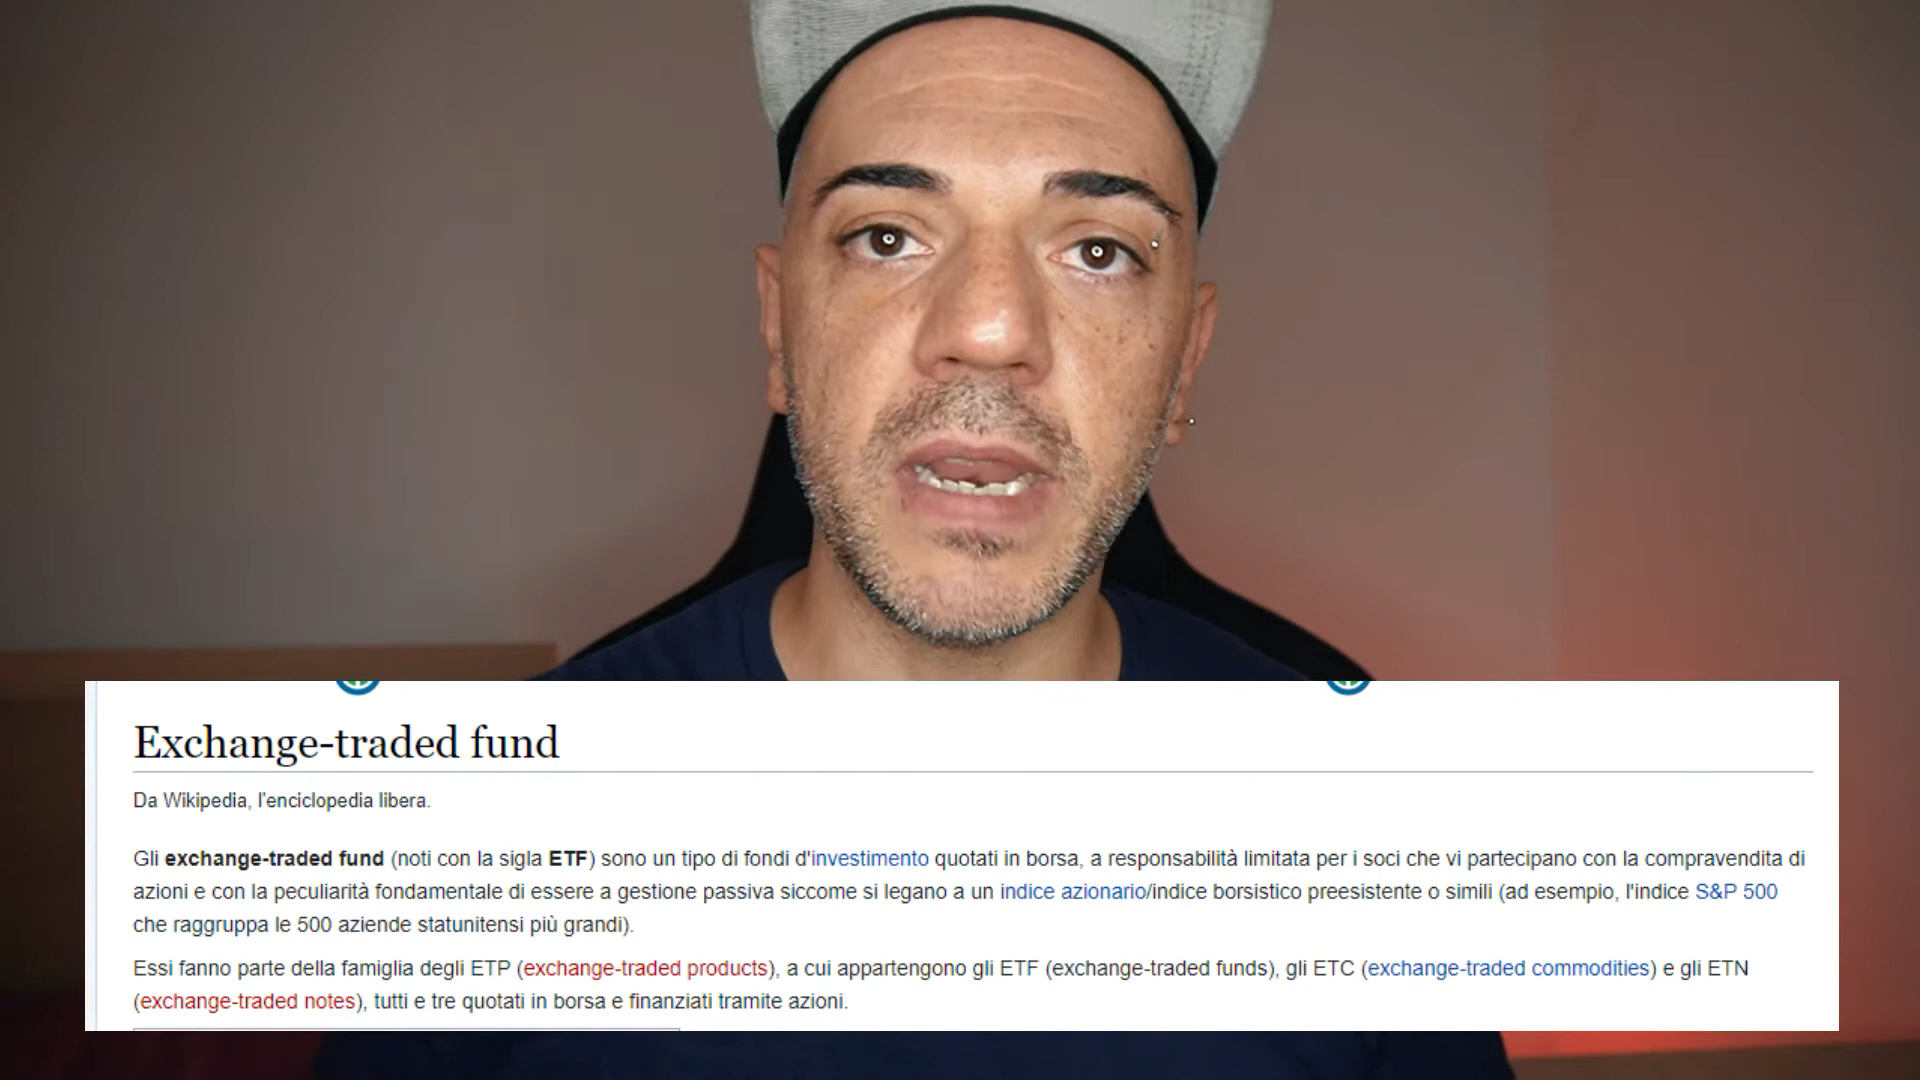 Exchange-traded fund
Da Wikipedia, l'enciclopedia libera.
Gli exchange-traded fund (noti con la sigla ETF) sono un tipo di fondi d'investimento quotati in borsa, a responsabilità limitata per i soci che vi partecipano con la compravendita di
azioni e con la peculiarità fondamentale di essere a gestione passiva siccome si legano a un indice azionario/indice borsistico preesistente o simili (ad esempio, l'indice S&P 500
che raggruppa le 500 aziende statunitensi più grandi).
Essi fanno parte della famiglia degli ETP (exchange-traded products), a cui appartengono gli ETF (exchange-traded funds), gli ETC (exchange-traded commodities) e gli ETN
(exchange-traded notes), tutti e tre quotati in borsa e finanziati tramite azioni.